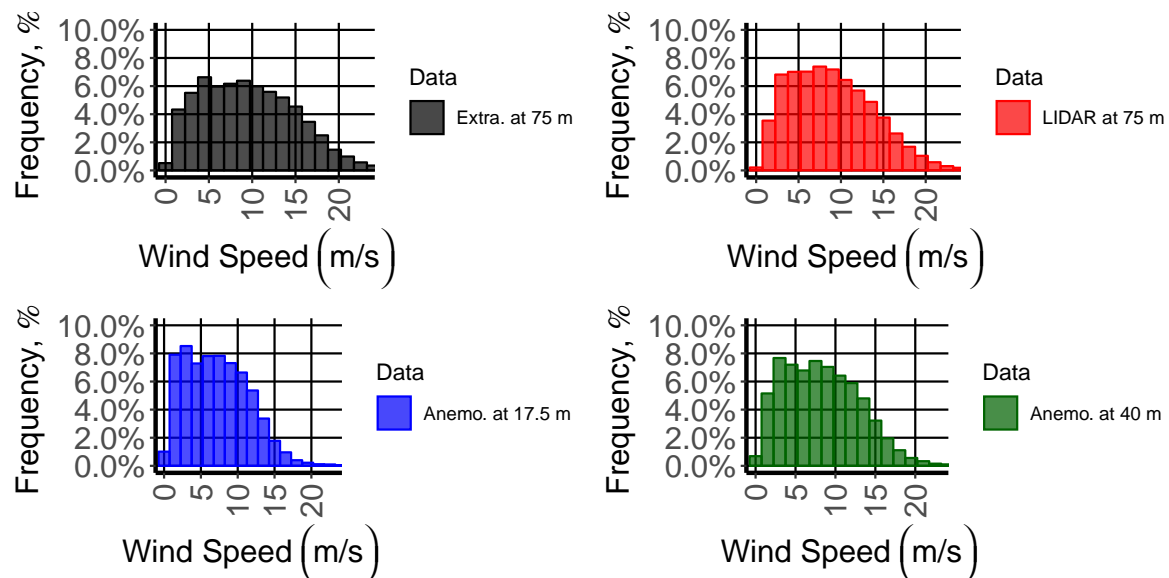 Frequency, %
10.0%
8.0%
6.0%
4.0%
2.0%
0.0%
0
5
10
15
20
Wind Speed (m/s)
Data
Extra. at 75 m
Frequency, %
10.0%
8.0%
6.0%
4.0%
2.0%
0.0%
0
5
10
15
20
Wind Speed (m/s)
Data
LIDAR at 75 m
Frequency, %
10.0%
8.0%
6.0%
4.0%
2.0%
0.0%
0
5
10
15
20
Wind Speed (m/s)
Data
Anemo. at 17.5 m
Frequency, %
10.0%
8.0%
6.0%
4.0%
2.0%
0.0%
0
5
10
15
20
Wind Speed (m/s)
Data
Anemo. at 40 m